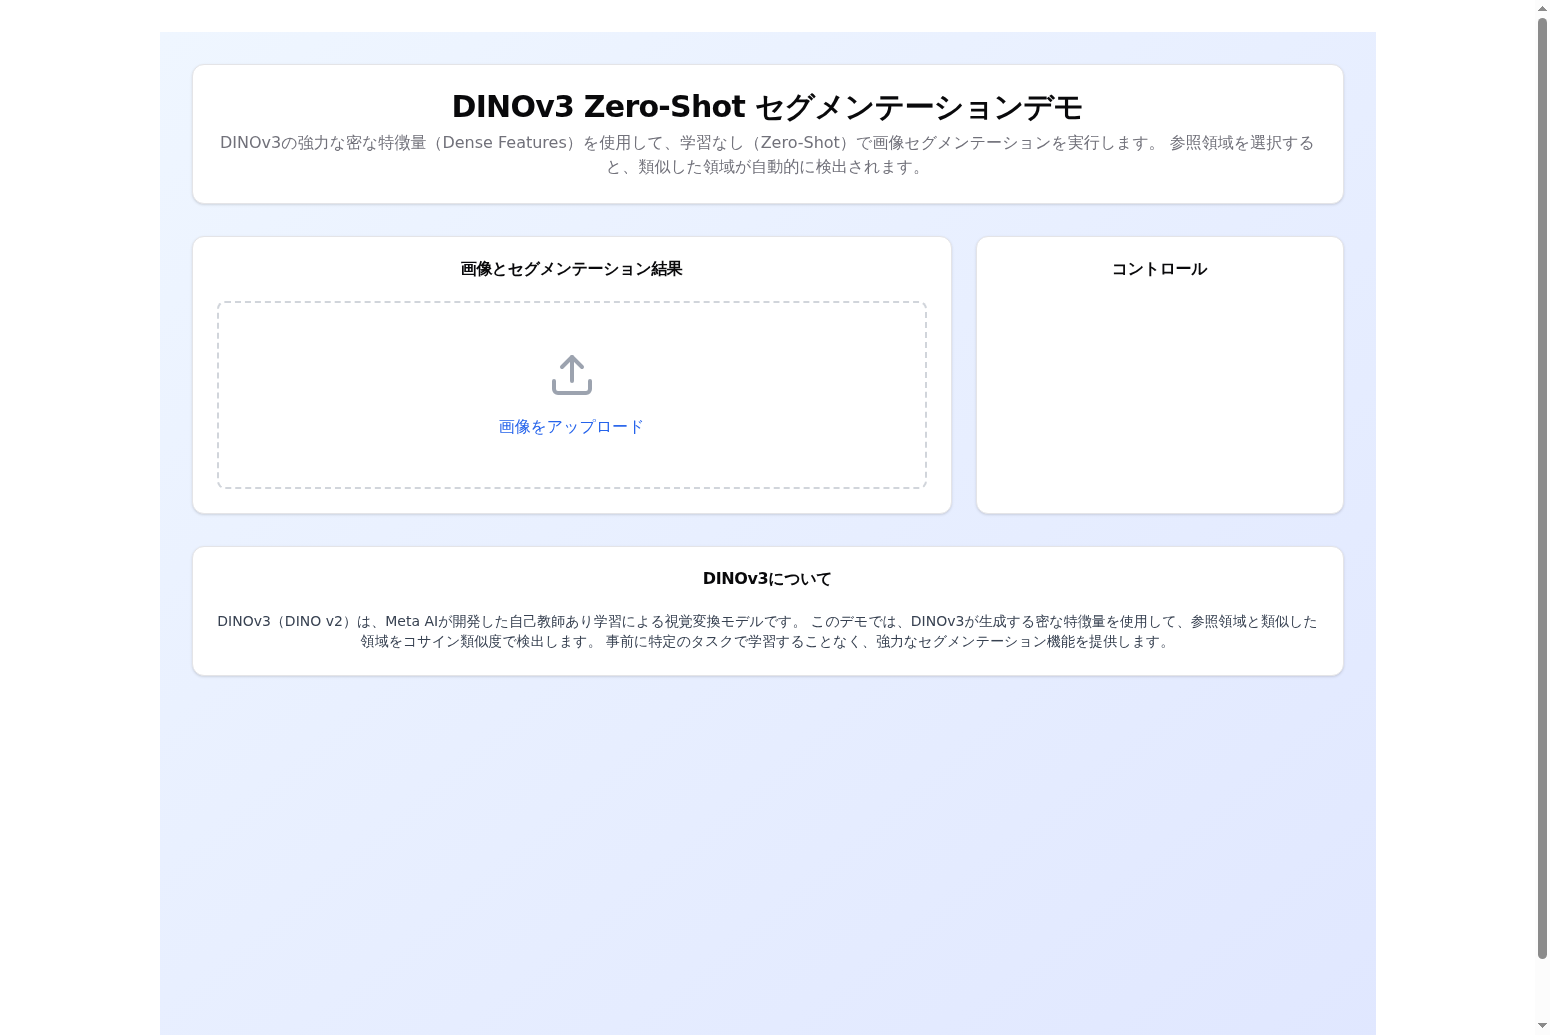 DINOv3 Zero-Shot セグメンテーションデモ
DINOv3の強力な密な特徴量（Dense Features）を使用して、学習なし（Zero-Shot）で画像セグメンテーションを実行します。 参照領域を選択する
と、類似した領域が自動的に検出されます。
画像とセグメンテーション結果
コントロール
画像をアップロード
DINOv3について
DINOv3（DINO v2）は、Meta AIが開発した自己教師あり学習による視覚変換モデルです。 このデモでは、DINOv3が生成する密な特徴量を使用して、参照領域と類似した
領域をコサイン類似度で検出します。 事前に特定のタスクで学習することなく、強力なセグメンテーション機能を提供します。